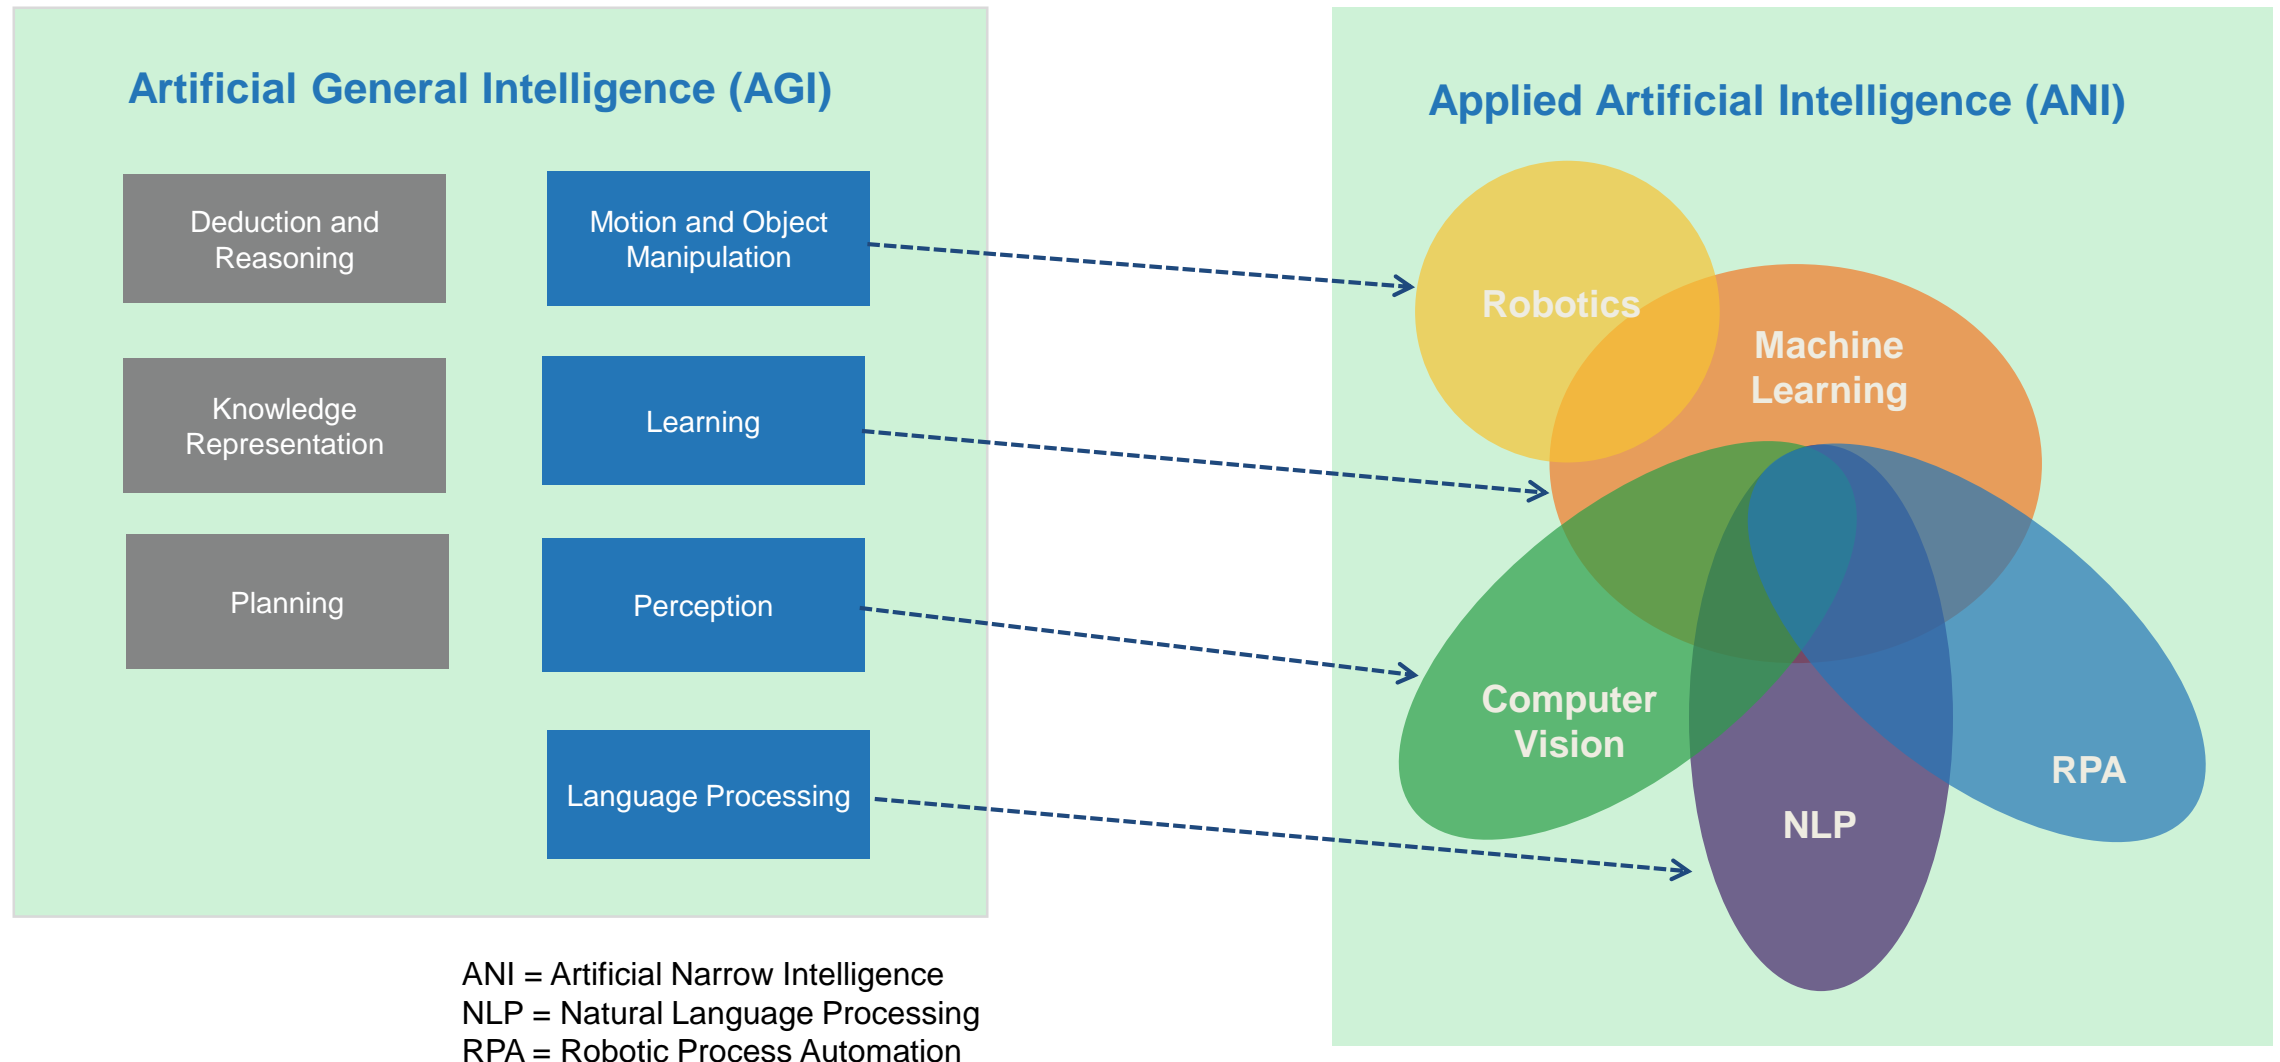 Artificial General Intelligence (AGI)
Deduction and
Reasoning
Motion and Object
Manipulation
Knowledge
Representation
Learning
Planning
Perception
Language Processing
Applied Artificial Intelligence (ANI)
Robotics
Machine
Learning
Computer
Vision
RPA
NLP
ANI = Artificial Narrow Intelligence
NLP = Natural Language Processing
RPA = Robotic Process Automation